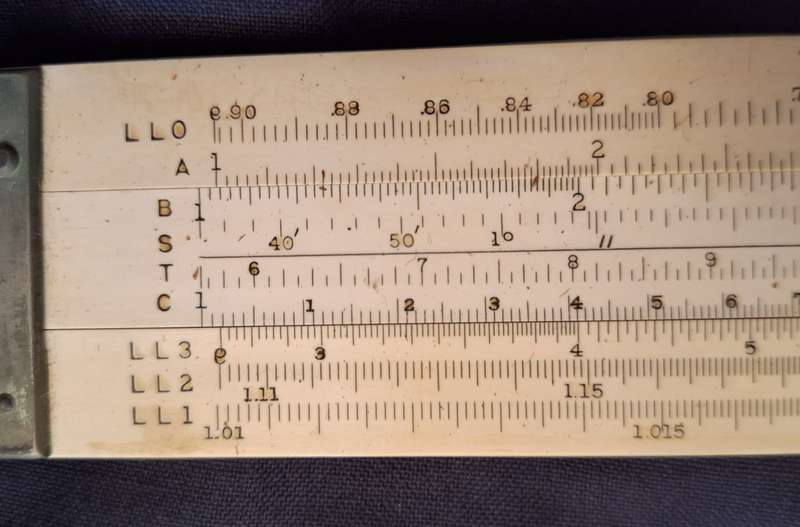 e .90 .88 .86 .84 .82 .80
LL0
A 1 2
B 1 2
S 40′ 50′ 1° ″
T 6 7 8 9
C 1 1 2 3 4 5 6 7
LL3 e 3 4 5
LL2 1.11 1.15
LL1
1.01 1.015